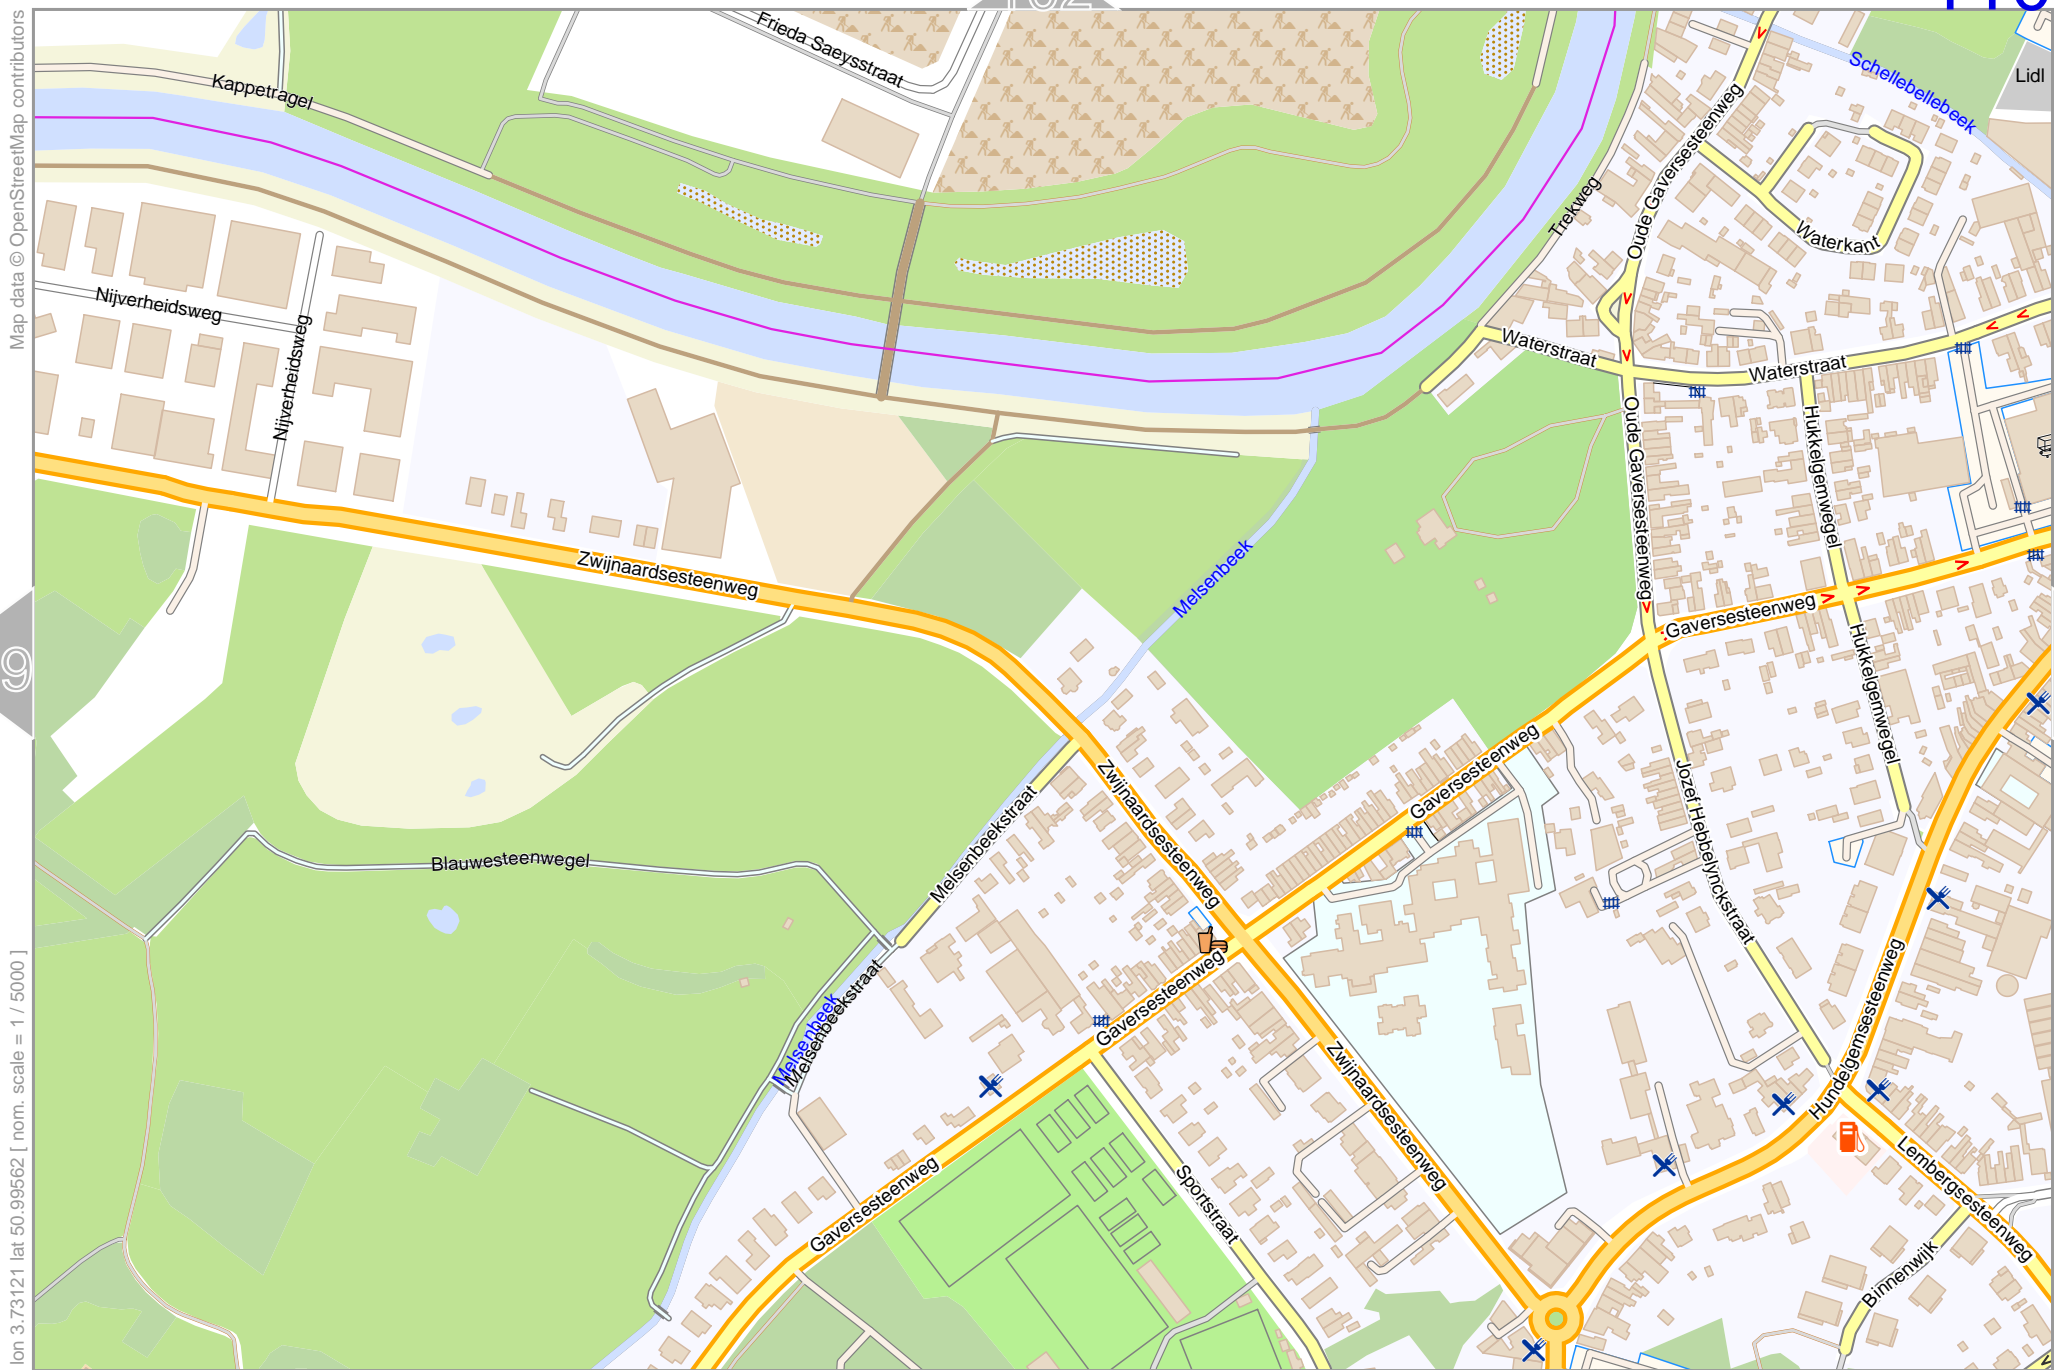 Map data © OpenStreetMap contributors
lon 3.73121 lat 50.99562 [ nom. scale = 1 / 5000 ]
9
Frieda Saeysstraat
Kappetragel
Schellebellebeek
Lidl
Oude Gaversesteenweg
Trekweg
Waterkant
Nijverheidsweg
Nijverheidsweg
Waterstraat
Waterstraat
Oude Gaversesteenweg
Hukkelgemwegel
Zwijnaardsesteenweg
Melsenbeek
Gaversesteenweg
Hukkelgemwegel
Gaversesteenweg
Zwijnaardsesteenweg
Jozef Hebbelynckstraat
Melsenbeekstraat
Blauwesteenwegel
Gaversesteenweg
Melsenbeekstraat
Melsenbeek
Hundelgemsesteenweg
Zwijnaardsesteenweg
Gaversesteenweg
Sportstraat
Lembergsesteenweg
Binnenwijk